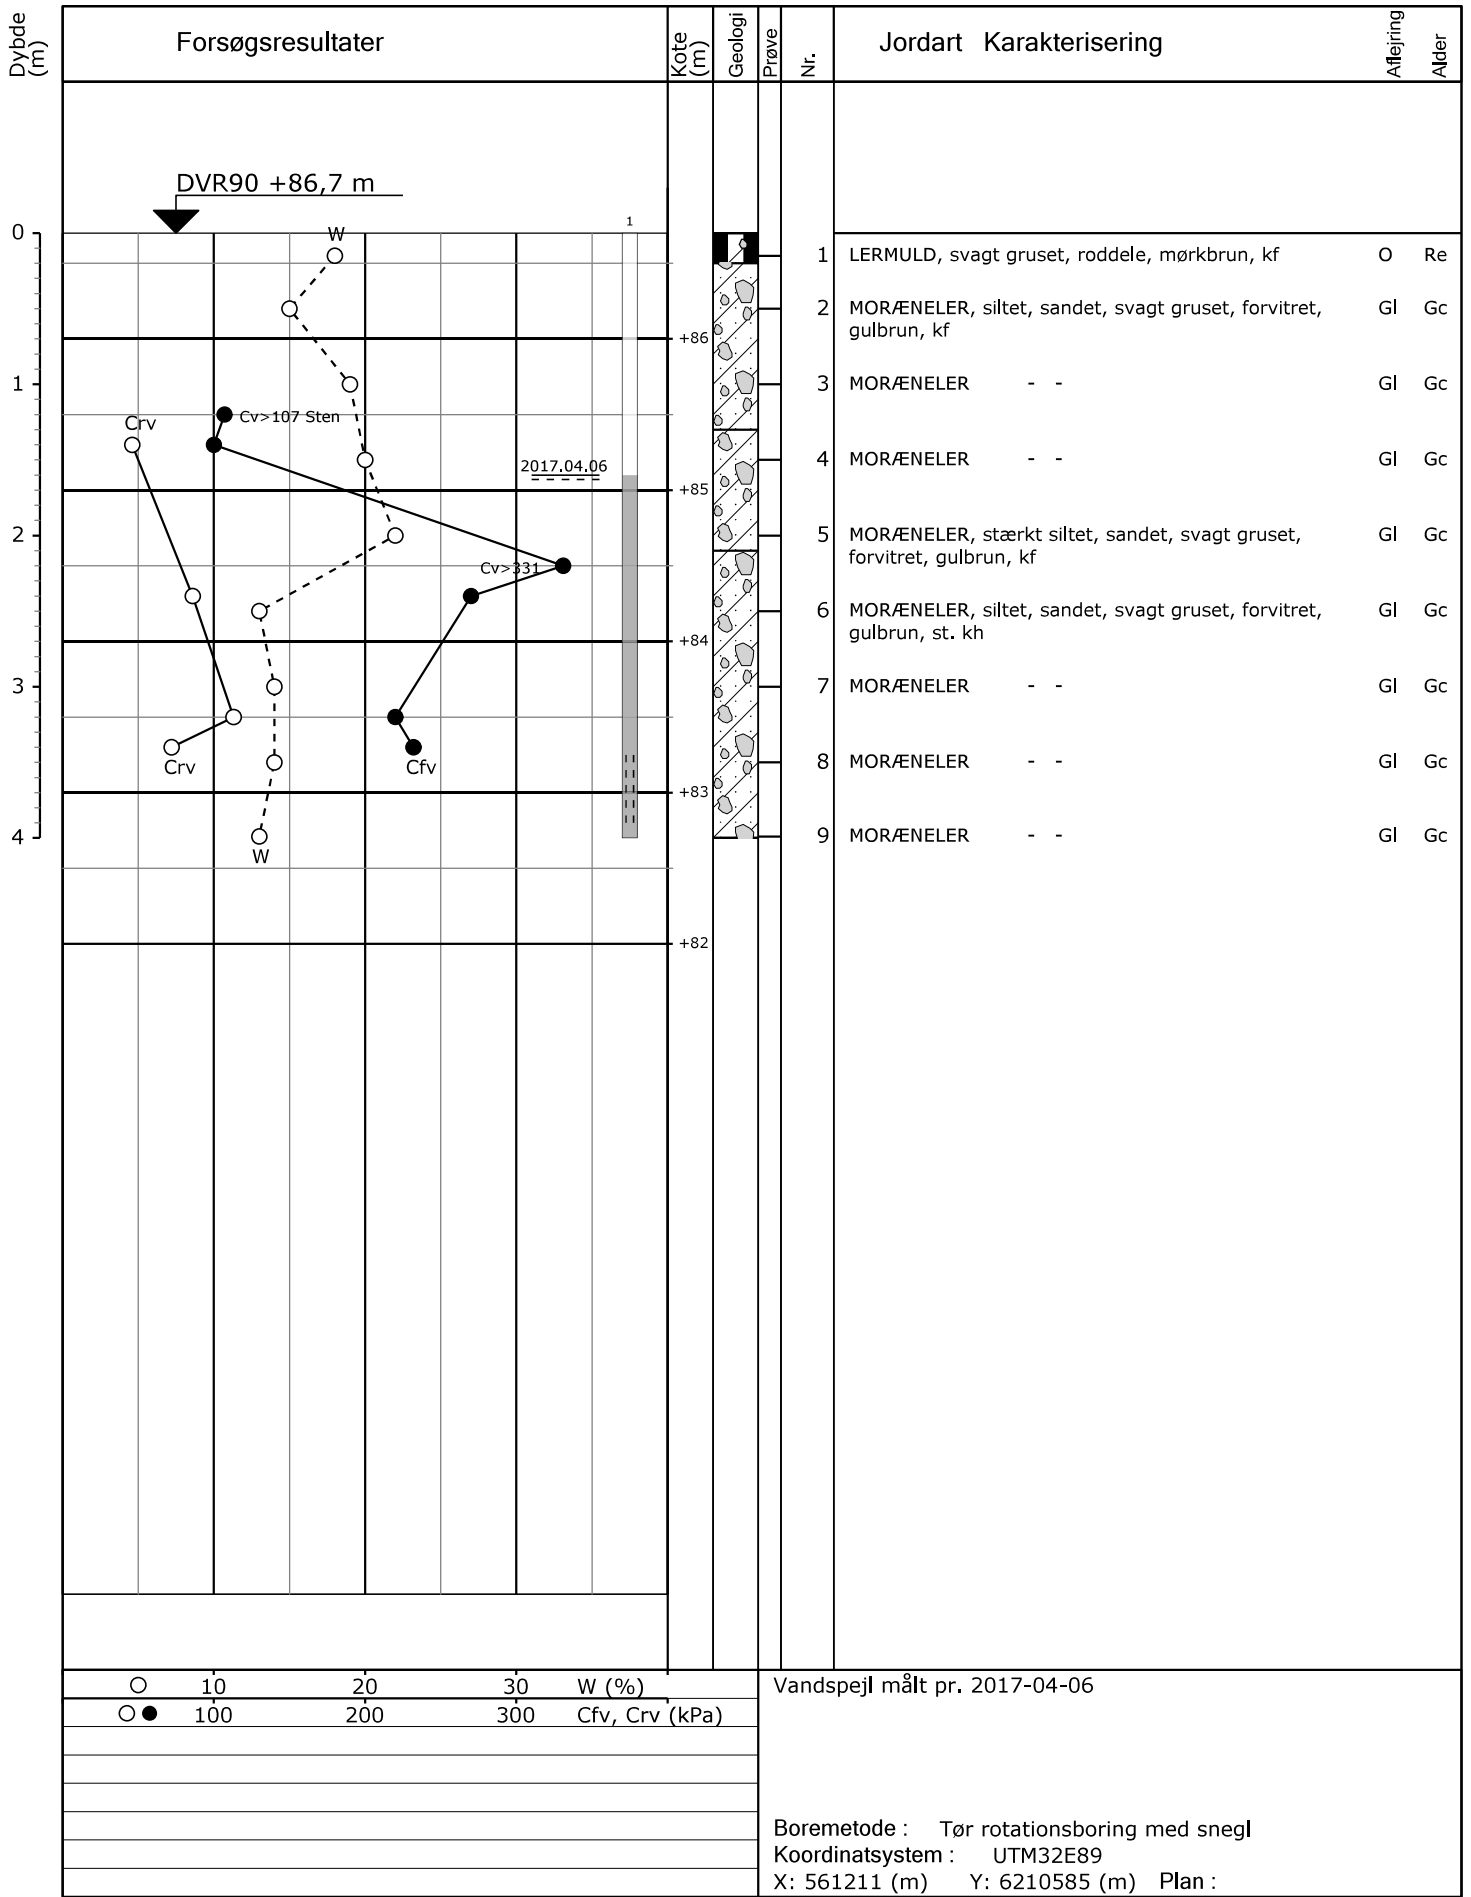 Dybde (m)
Forsøgsresultater
Kote (m)
Geologi
Prøve
Nr.
Jordart Karakterisering
Aflejring
Alder
DVR90 +86,7 m
1
0
W
1 LERMULD, svagt gruset, roddele, mørkbrun, kf O Re
2 MORÆNELER, siltet, sandet, svagt gruset, forvitret, Gl Gc
gulbrun, kf
+86
1
3 MORÆNELER - - Gl Gc
Cv>107 Sten
Crv
2017.04.06
4 MORÆNELER - - Gl Gc
+85
2
5 MORÆNELER, stærkt siltet, sandet, svagt gruset, Gl Gc
forvitret, gulbrun, kf
Cv>331
6 MORÆNELER, siltet, sandet, svagt gruset, forvitret, Gl Gc
gulbrun, st. kh
+84
3
7 MORÆNELER - - Gl Gc
Crv
Cfv
8 MORÆNELER - - Gl Gc
+83
4
9 MORÆNELER - - Gl Gc
W
+82
10 20 30 W (%)
100 200 300 Cfv, Crv (kPa)
Vandspejl målt pr. 2017-04-06
Boremetode : Tør rotationsboring med snegl
Koordinatsystem : UTM32E89
X: 561211 (m) Y: 6210585 (m) Plan :